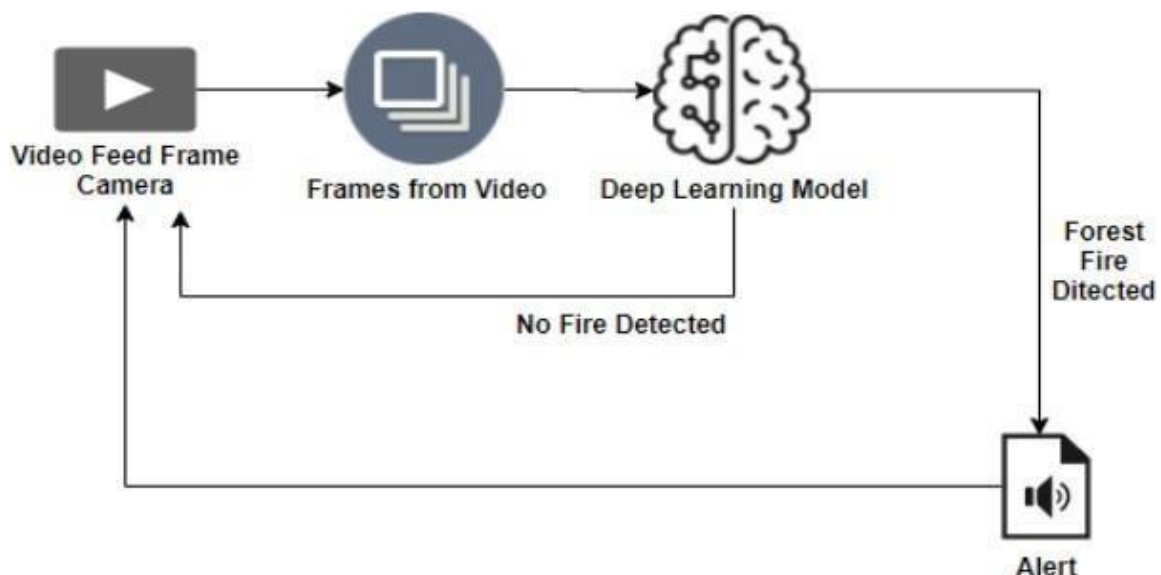 Video Feed Frame
Camera
Frames from Video
Deep Learning Model
Forest
Fire
Ditected
No Fire Detected
Alert